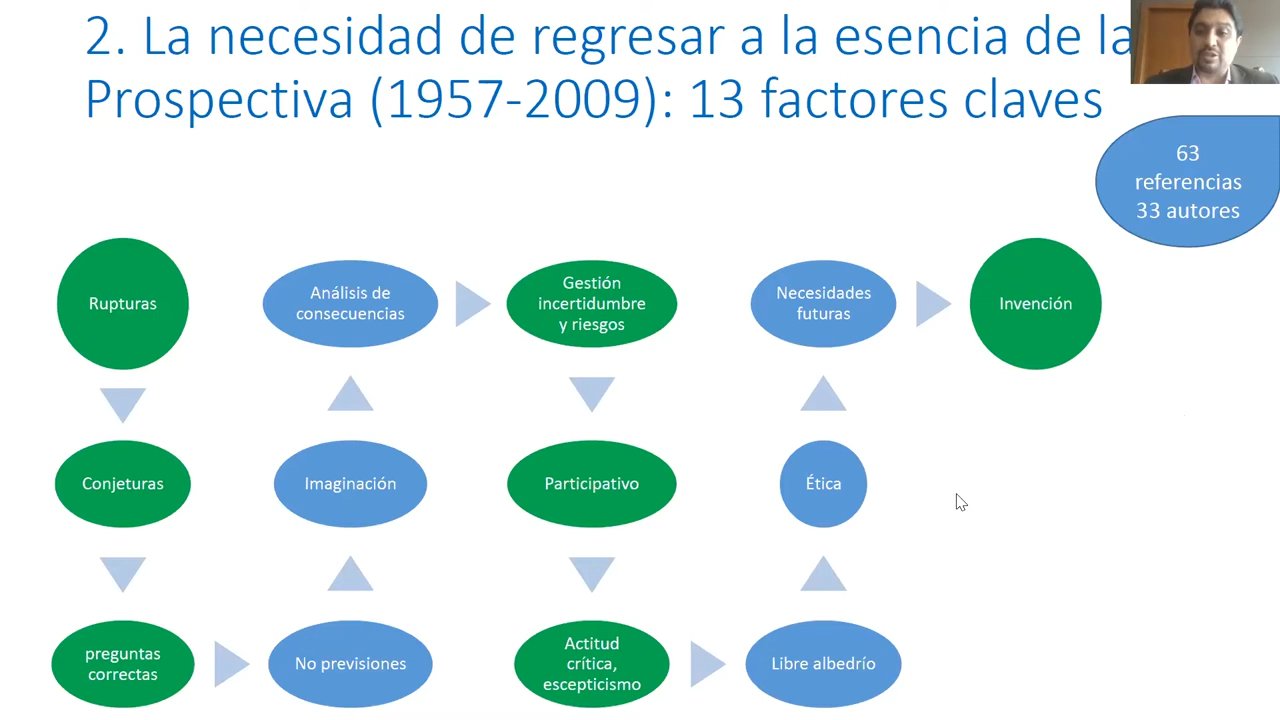 2. La necesidad de regresar a la esencia de la
Prospectiva (1957-2009): 13 factores claves
63
referencias
33 autores
Rupturas
Conjeturas
preguntas
correctas
No previsiones
Imaginación
Análisis de
consecuencias
Gestión
incertidumbre
y riesgos
Participativo
Actitud
crítica,
escepticismo
Libre albedrío
Ética
Necesidades
futuras
Invención